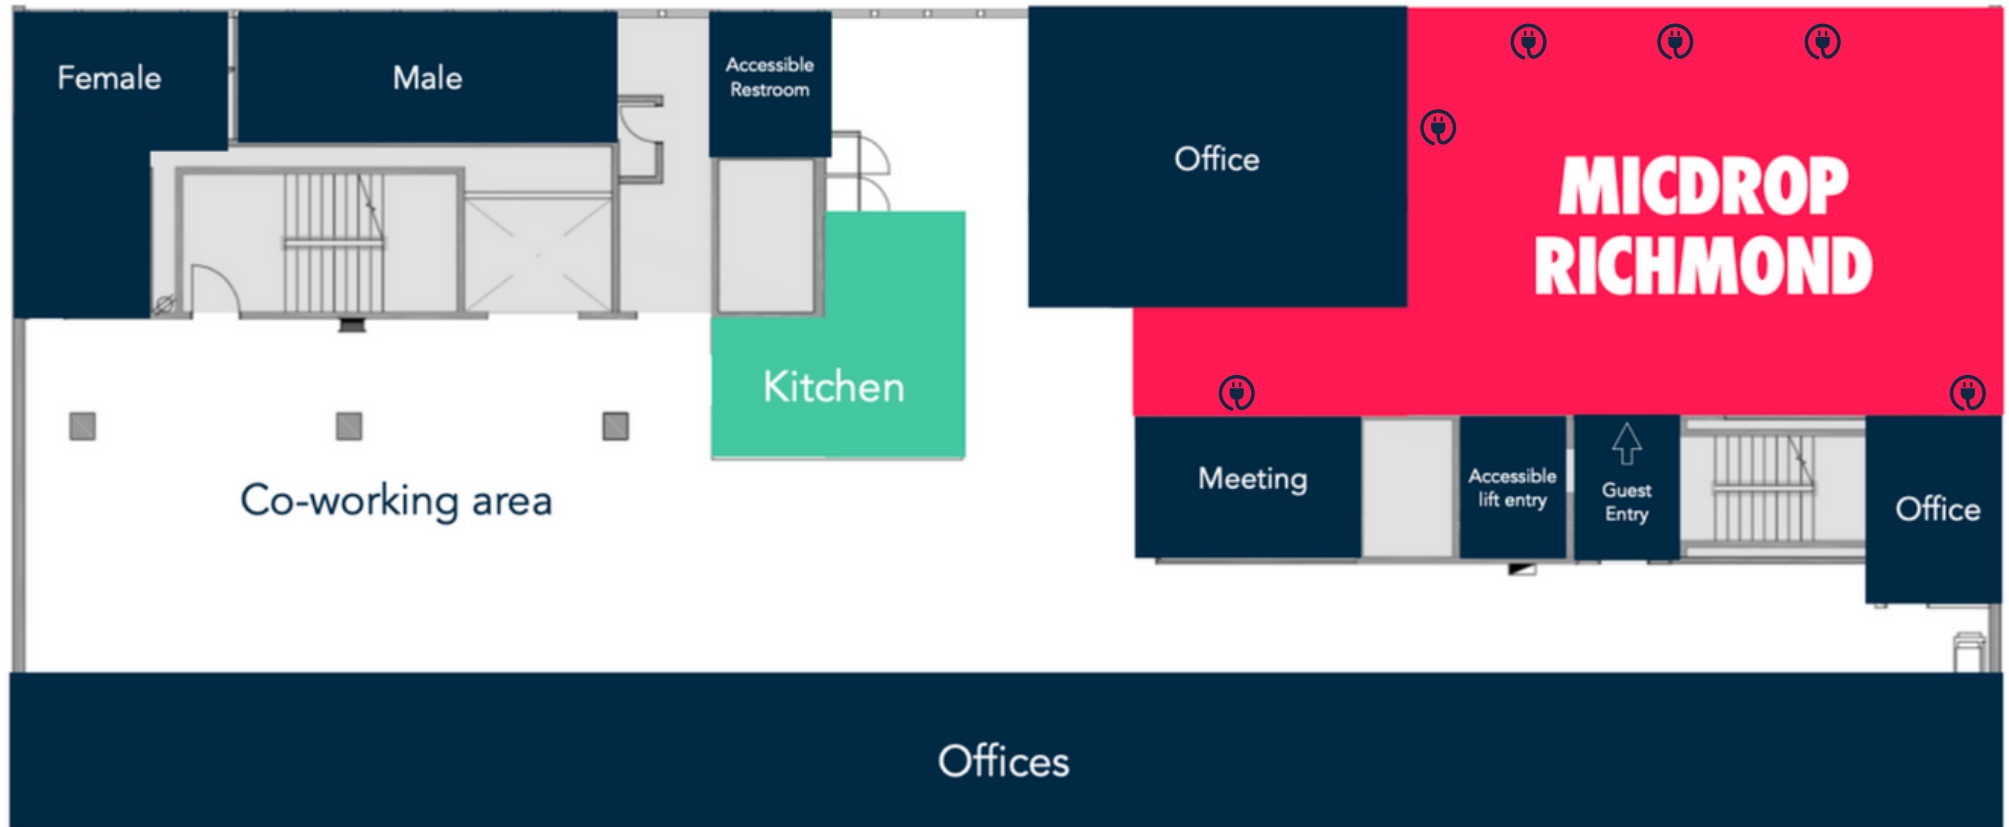 Female
Male
Accessible
Restroom
Office
MICDROP
RICHMOND
Kitchen
Co-working area
Meeting
Accessible
lift entry
Guest
Entry
Office
Offices